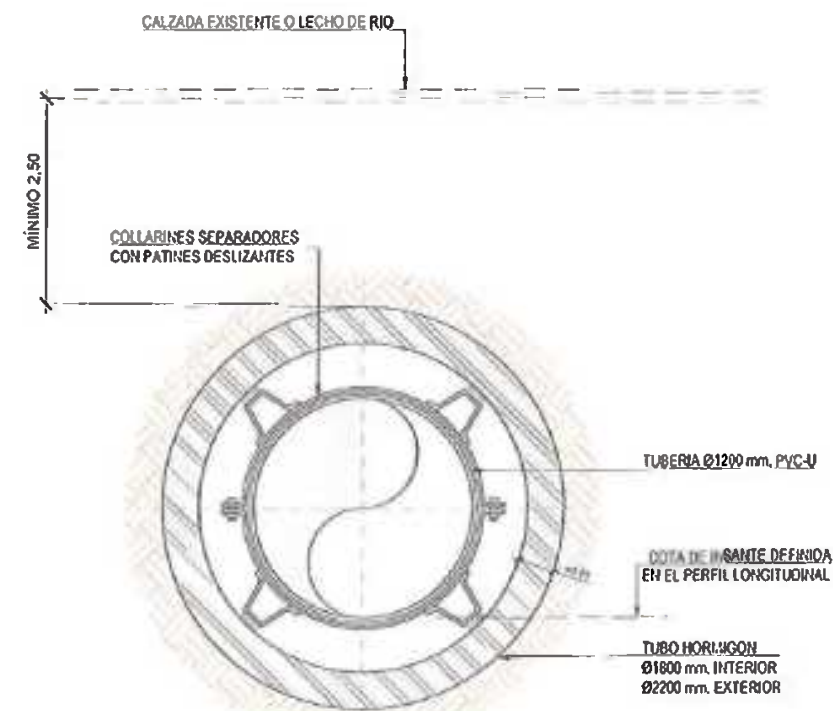 CALZADA EXISTENTE O LECHO DE RIO
MÍNIMO 2,50
COLLARINES SEPARADORES
CON PATINES DESLIZANTES
TUBERIA Ø1200 mm. PVC-U
COTA DE RASANTE DEFINIDA
EN EL PERFIL LONGITUDINAL
TUBO HORMIGON
Ø1800 mm. INTERIOR
Ø2200 mm. EXTERIOR